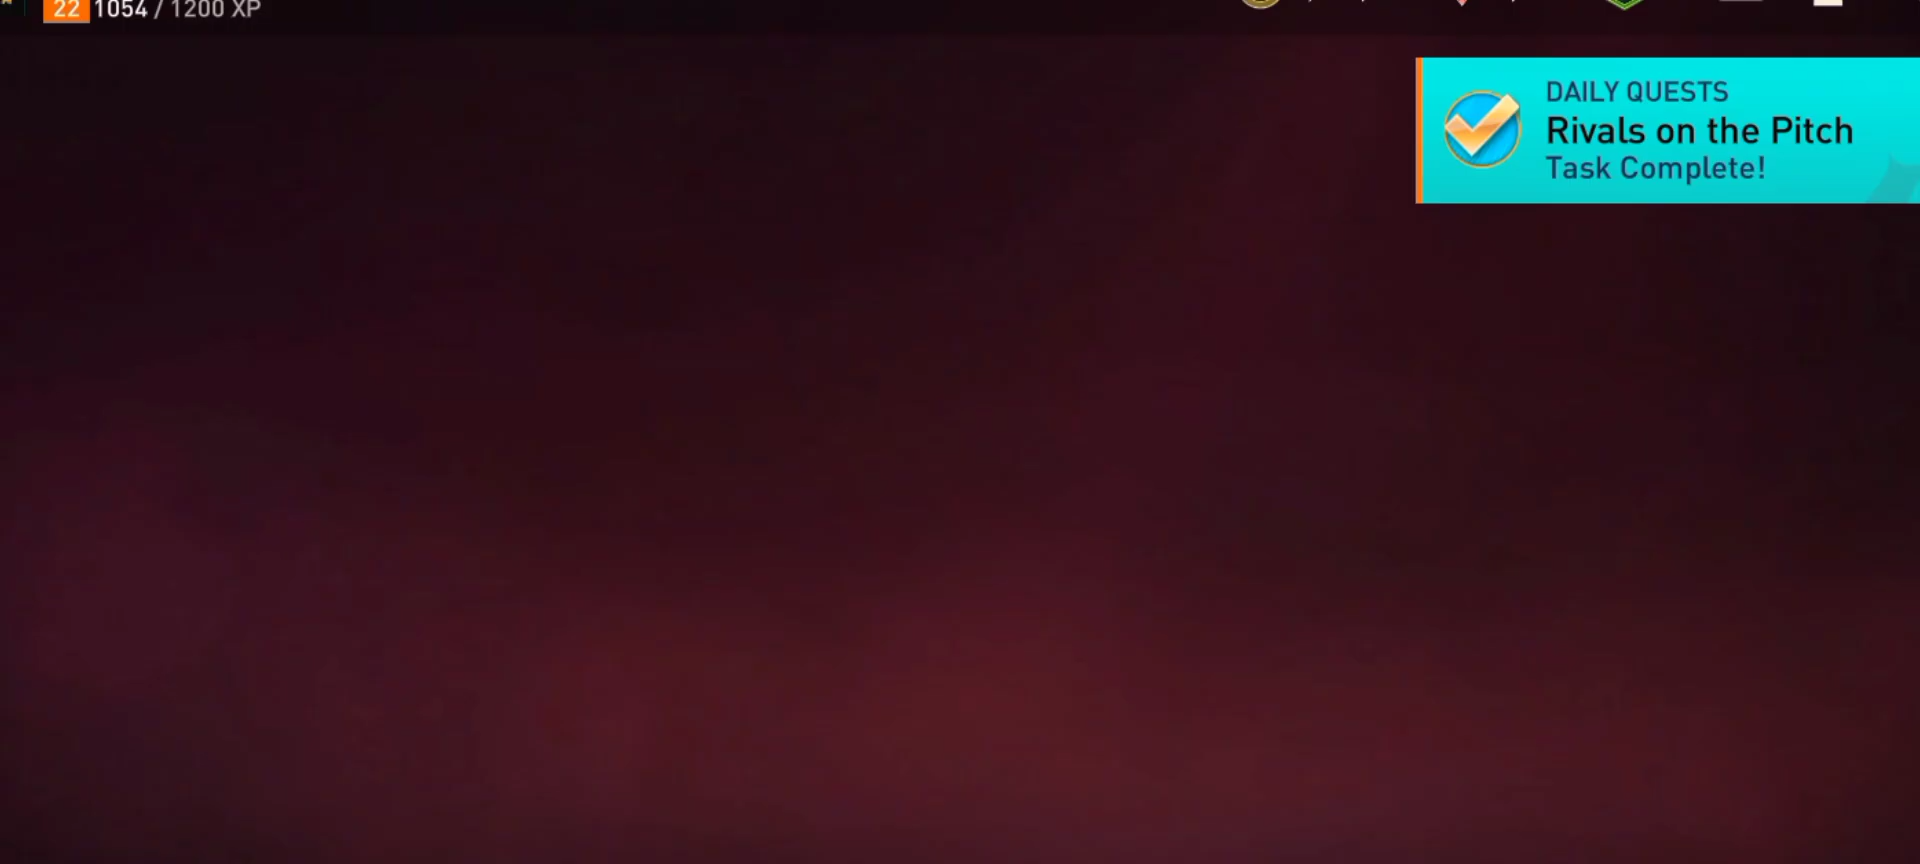 22 1054 / 1200 XP
DAILY QUESTS
Rivals on the Pitch
Task Complete!